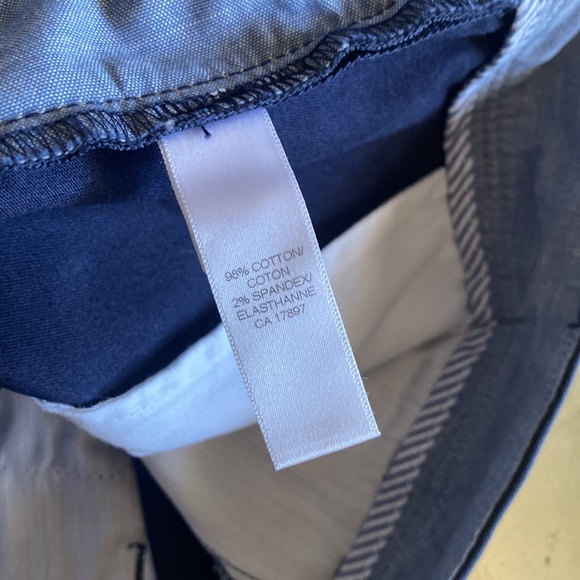 98% COTTON/
COTON
2% SPANDEX/
ELASTHANNE
CA 17897